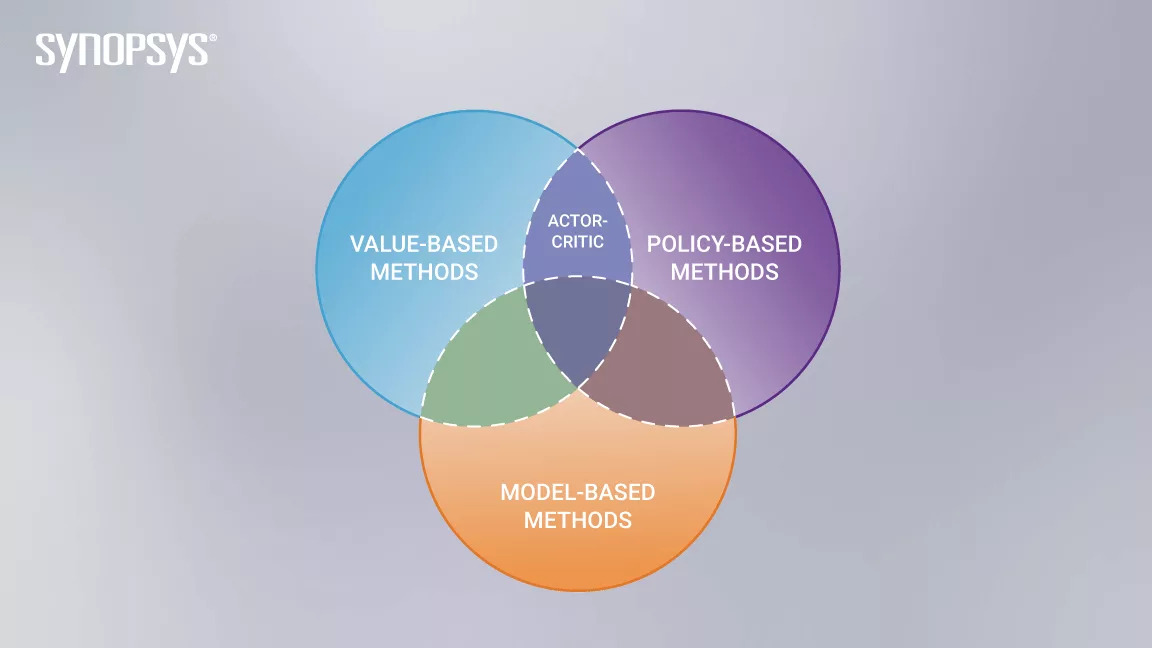 SYNOPSYS®
ACTOR-
CRITIC
VALUE-BASED
METHODS
POLICY-BASED
METHODS
MODEL-BASED
METHODS